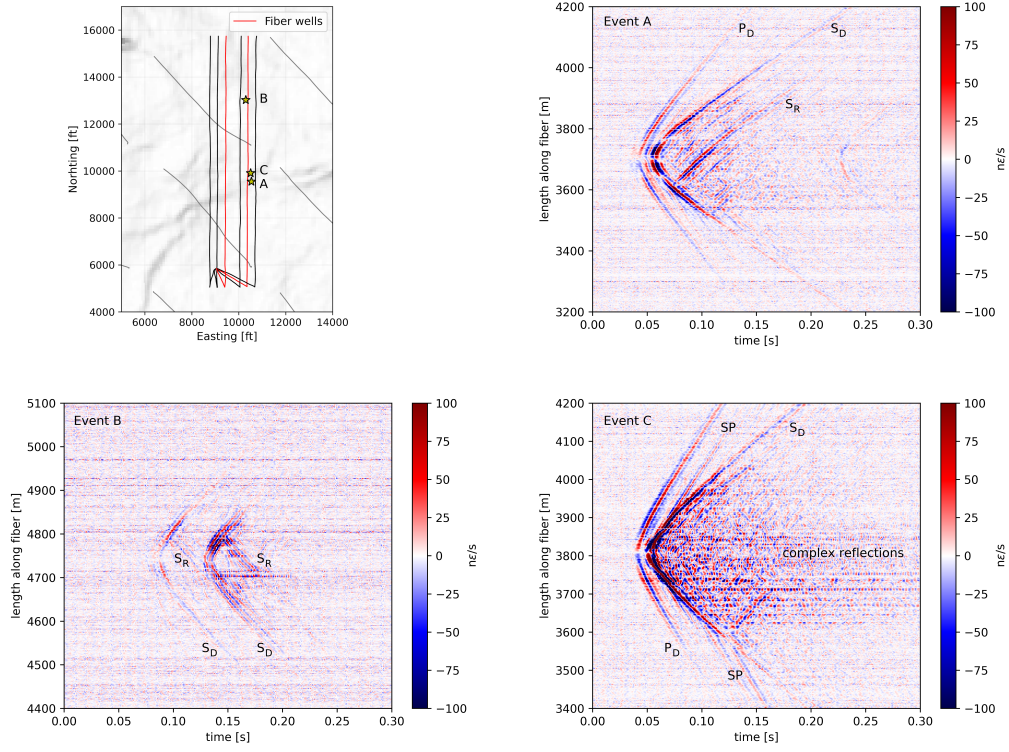 Fiber wells
16000
14000
12000
10000
8000
6000
4000
Norhting [ft]
B
C
A
6000 8000 10000 12000 14000
Easting [ft]
Event A
P_D
S_D
S_R
4200
4000
3800
3600
3400
3200
length along fiber [m]
0.00 0.05 0.10 0.15 0.20 0.25 0.30
time [s]
100
75
50
25
0
−25
−50
−75
−100
nε/s
Event B
S_R
S_R
S_D
S_D
5100
5000
4900
4800
4700
4600
4500
4400
length along fiber [m]
0.00 0.05 0.10 0.15 0.20 0.25 0.30
time [s]
100
75
50
25
0
−25
−50
−75
−100
nε/s
Event C
SP
S_D
complex reflections
P_D
SP
4200
4100
4000
3900
3800
3700
3600
3500
3400
length along fiber [m]
0.00 0.05 0.10 0.15 0.20 0.25 0.30
time [s]
100
75
50
25
0
−25
−50
−75
−100
nε/s